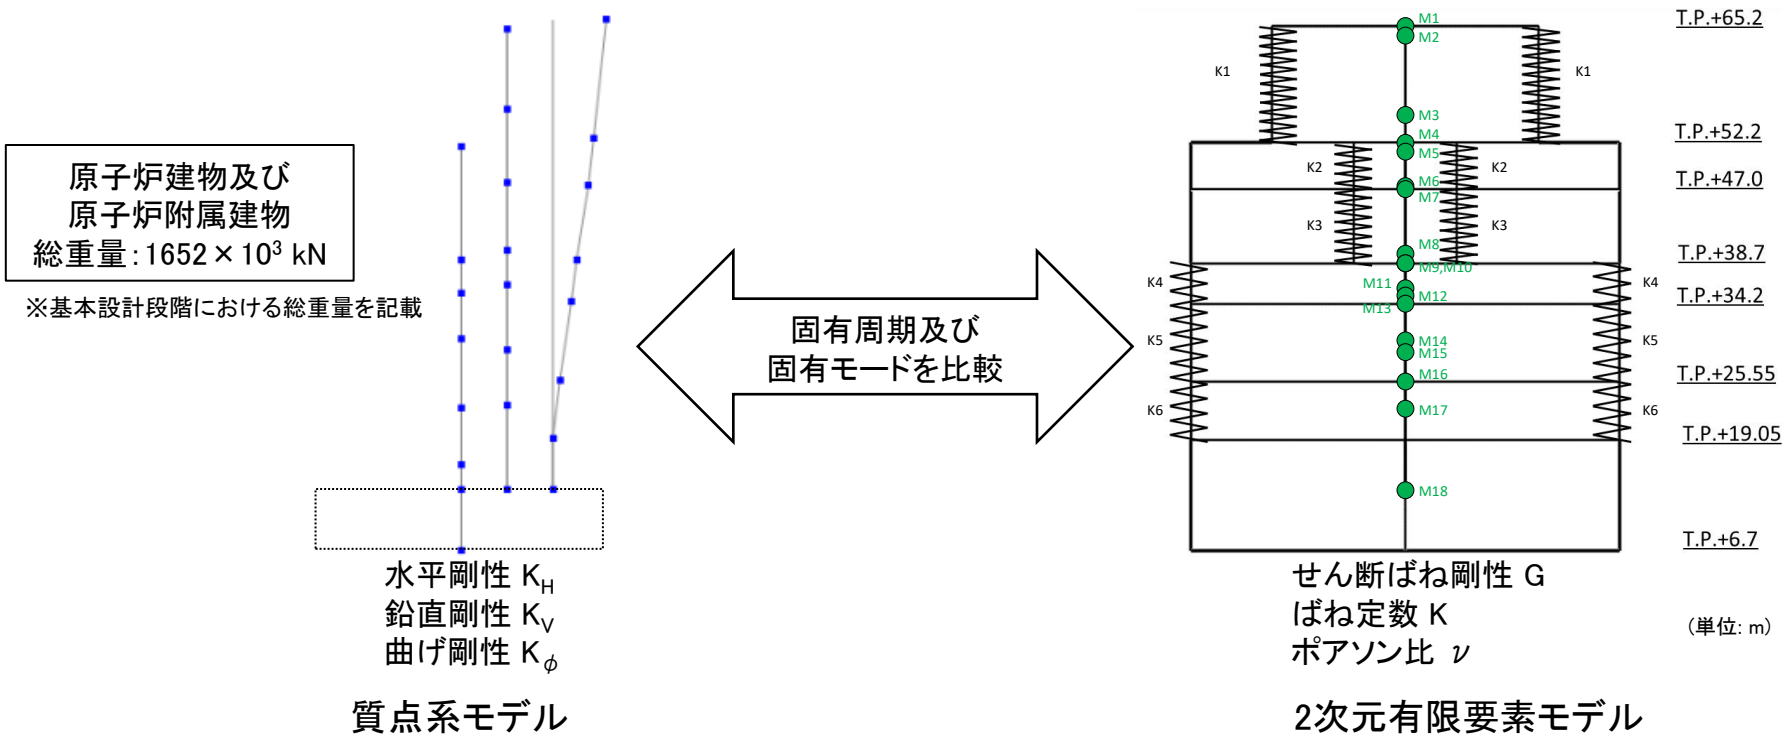 原子炉建物及び
原子炉附属建物
総重量:1652×10³ kN
※基本設計段階における総重量を記載
水平剛性 K_H
鉛直剛性 K_V
曲げ剛性 K_φ
質点系モデル
固有周期及び
固有モードを比較
M1
M2
K1
K1
M3
M4
M5
K2
K2
M6
M7
K3
K3
M8
M9,M10
K4
K4
M11
M12
M13
K5
K5
M14
M15
M16
K6
K6
M17
M18
T.P.+65.2
T.P.+52.2
T.P.+47.0
T.P.+38.7
T.P.+34.2
T.P.+25.55
T.P.+19.05
T.P.+6.7
(単位: m)
せん断ばね剛性 G
ばね定数 K
ポアソン比 ν
2次元有限要素モデル